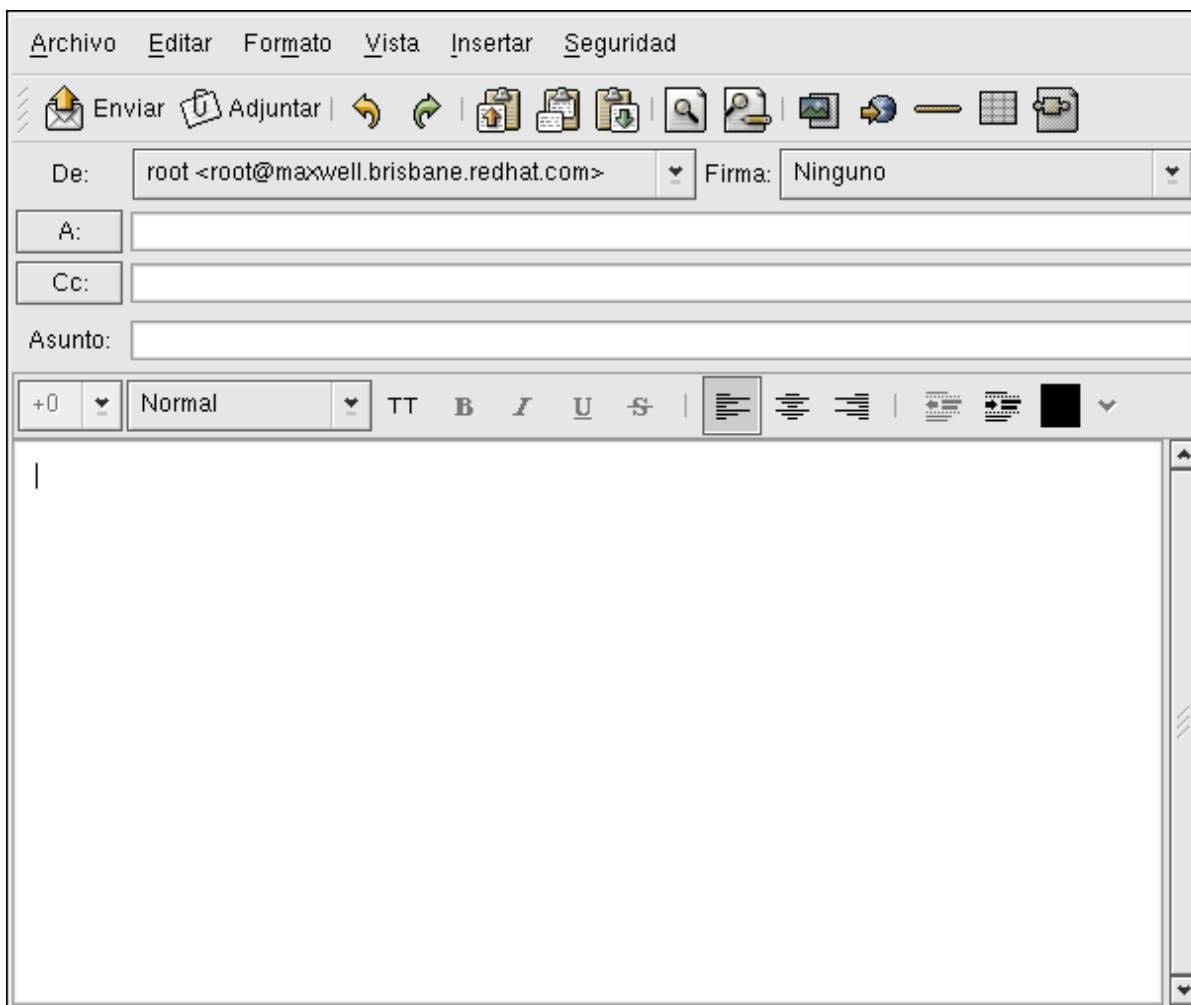 Archivo Editar Formato Vista Insertar Seguridad
Enviar Adjuntar
De: root <root@maxwell.brisbane.redhat.com> Firma: Ninguno
A:
Cc:
Asunto:
+0 Normal TT B I U S